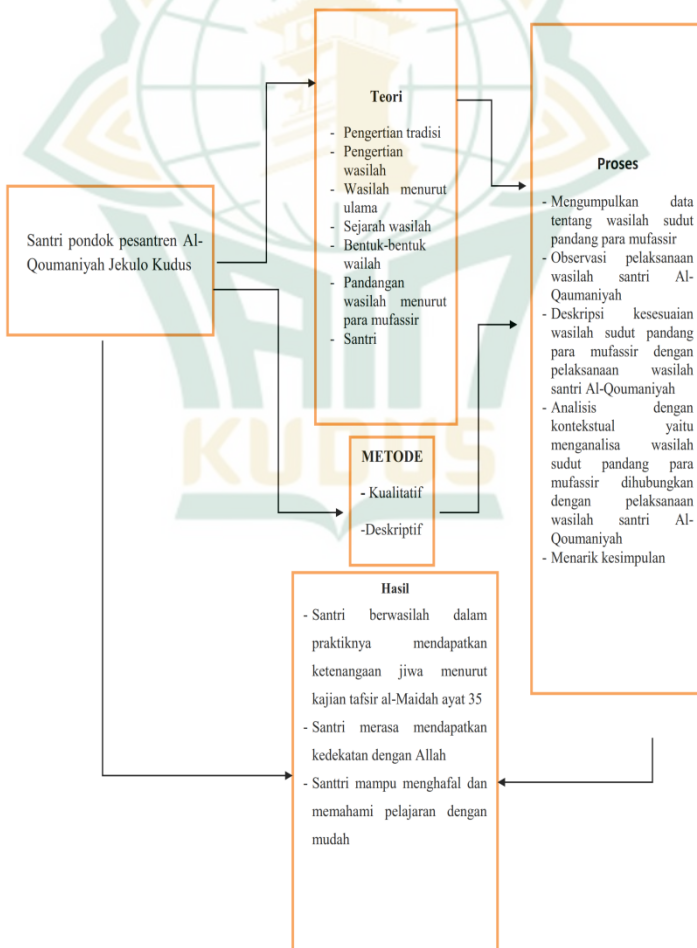 Santri pondok pesantren Al-
Qoumaniyah Jekulo Kudus
Teori
- Pengertian tradisi
- Pengertian
wasilah
- Wasilah menurut
ulama
- Sejarah wasilah
- Bentuk-bentuk
wailah
- Pandangan
wasilah menurut
para mufassir
- Santri
METODE
- Kualitatif
-Deskriptif
Proses
- Mengumpulkan data
tentang wasilah sudut
pandang para mufassir
- Observasi pelaksanaan
wasilah santri Al-
Qaumaniyah
- Deskripsi kesesuaian
wasilah sudut pandang
para mufassir dengan
pelaksanaan wasilah
santri Al-Qoumaniyah
- Analisis dengan
kontekstual yaitu
menganalisa wasilah
sudut pandang para
mufassir dihubungkan
dengan pelaksanaan
wasilah santri Al-
Qoumaniyah
- Menarik kesimpulan
Hasil
- Santri berwasilah dalam
praktiknya mendapatkan
ketenangaan jiwa menurut
kajian tafsir al-Maidah ayat 35
- Santri merasa mendapatkan
kedekatan dengan Allah
- Santtri mampu menghafal dan
memahami pelajaran dengan
mudah
IAIN
KUDUS